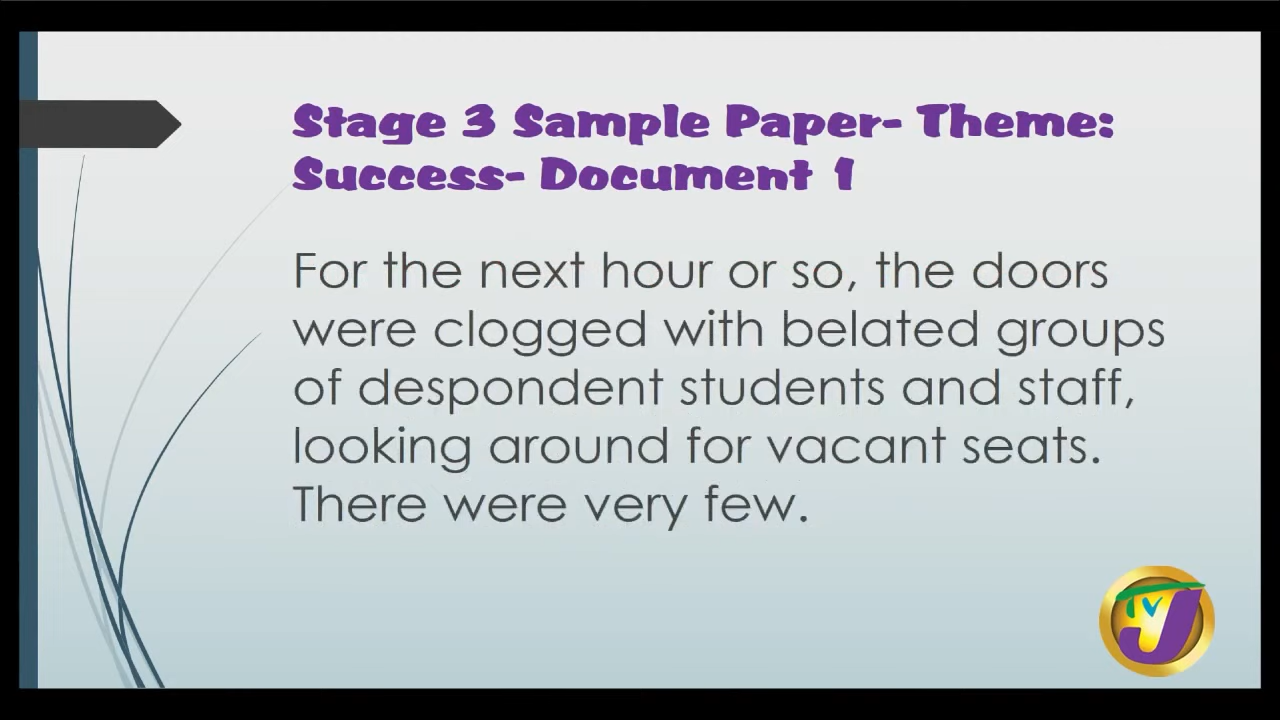 Stage 3 Sample Paper- Theme:
Success- Document 1
For the next hour or so, the doors
were clogged with belated groups
of despondent students and staff,
looking around for vacant seats.
There were very few.
TVJ